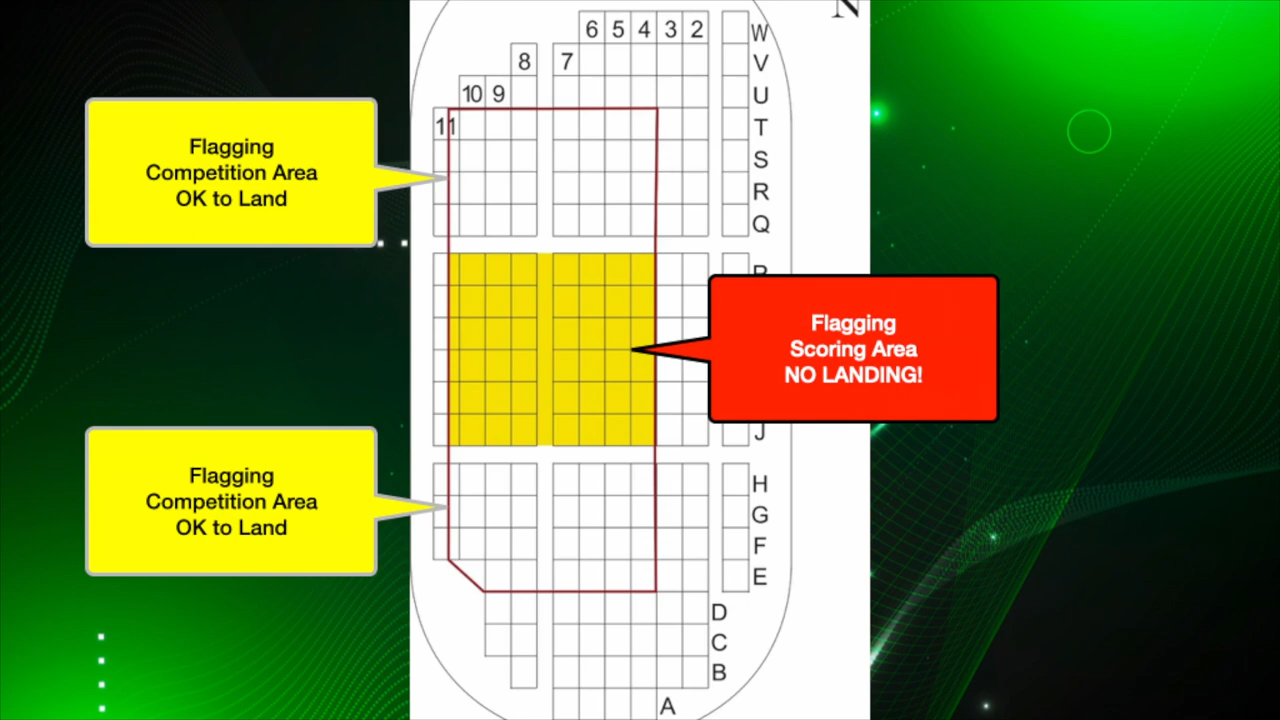 N
6 5 4 3 2 W
8 7 V
10 9 U
11 T
S
R
Q
Flagging
Competition Area
OK to Land
Flagging
Scoring Area
NO LANDING!
J
H
G
F
E
Flagging
Competition Area
OK to Land
D
C
B
A